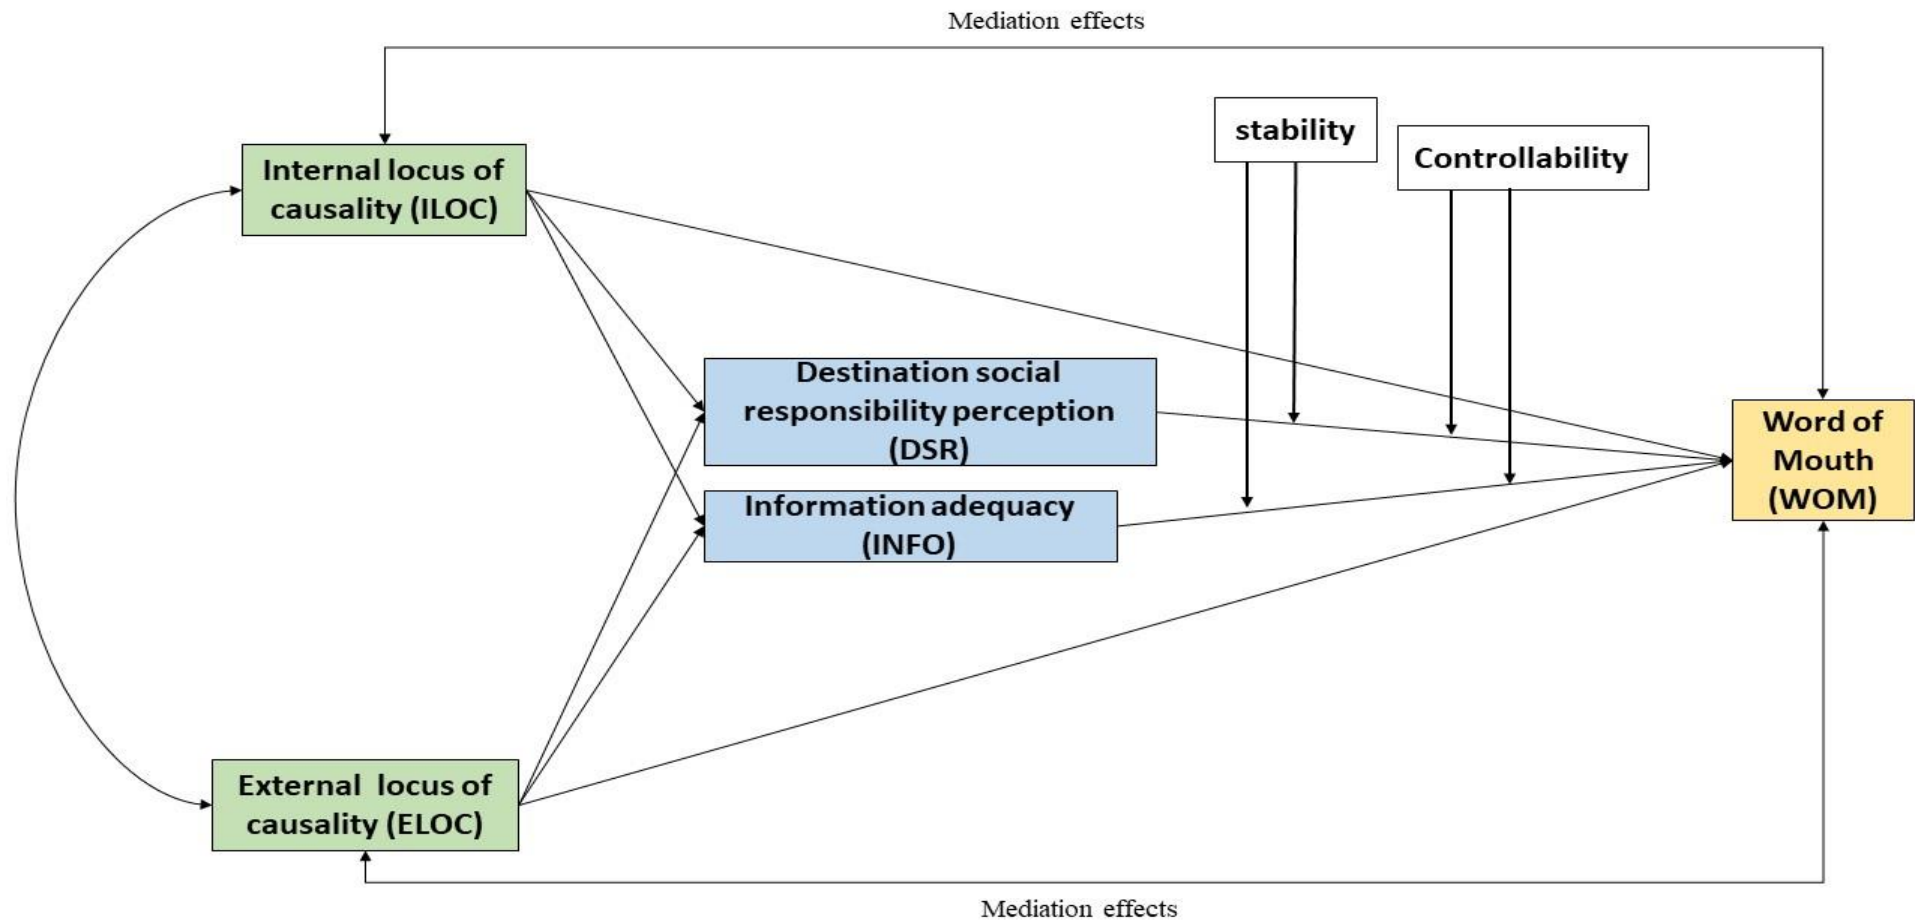 Mediation effects
stability
Controllability
Internal locus of
causality (ILOC)
Destination social
responsibility perception
(DSR)
Information adequacy
(INFO)
Word of
Mouth
(WOM)
External locus of
causality (ELOC)
Mediation effects